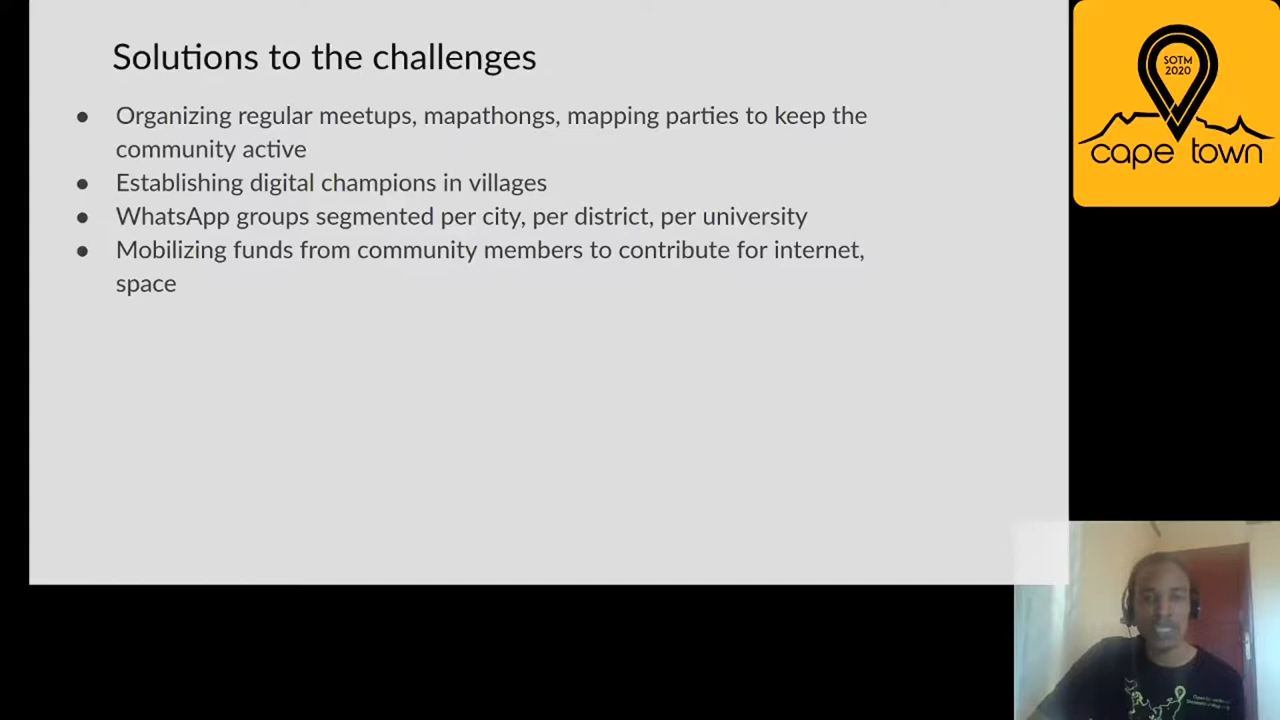 Solutions to the challenges
● Organizing regular meetups, mapathongs, mapping parties to keep the
community active
● Establishing digital champions in villages
● WhatsApp groups segmented per city, per district, per university
● Mobilizing funds from community members to contribute for internet,
space
SOTM
2020
cape town